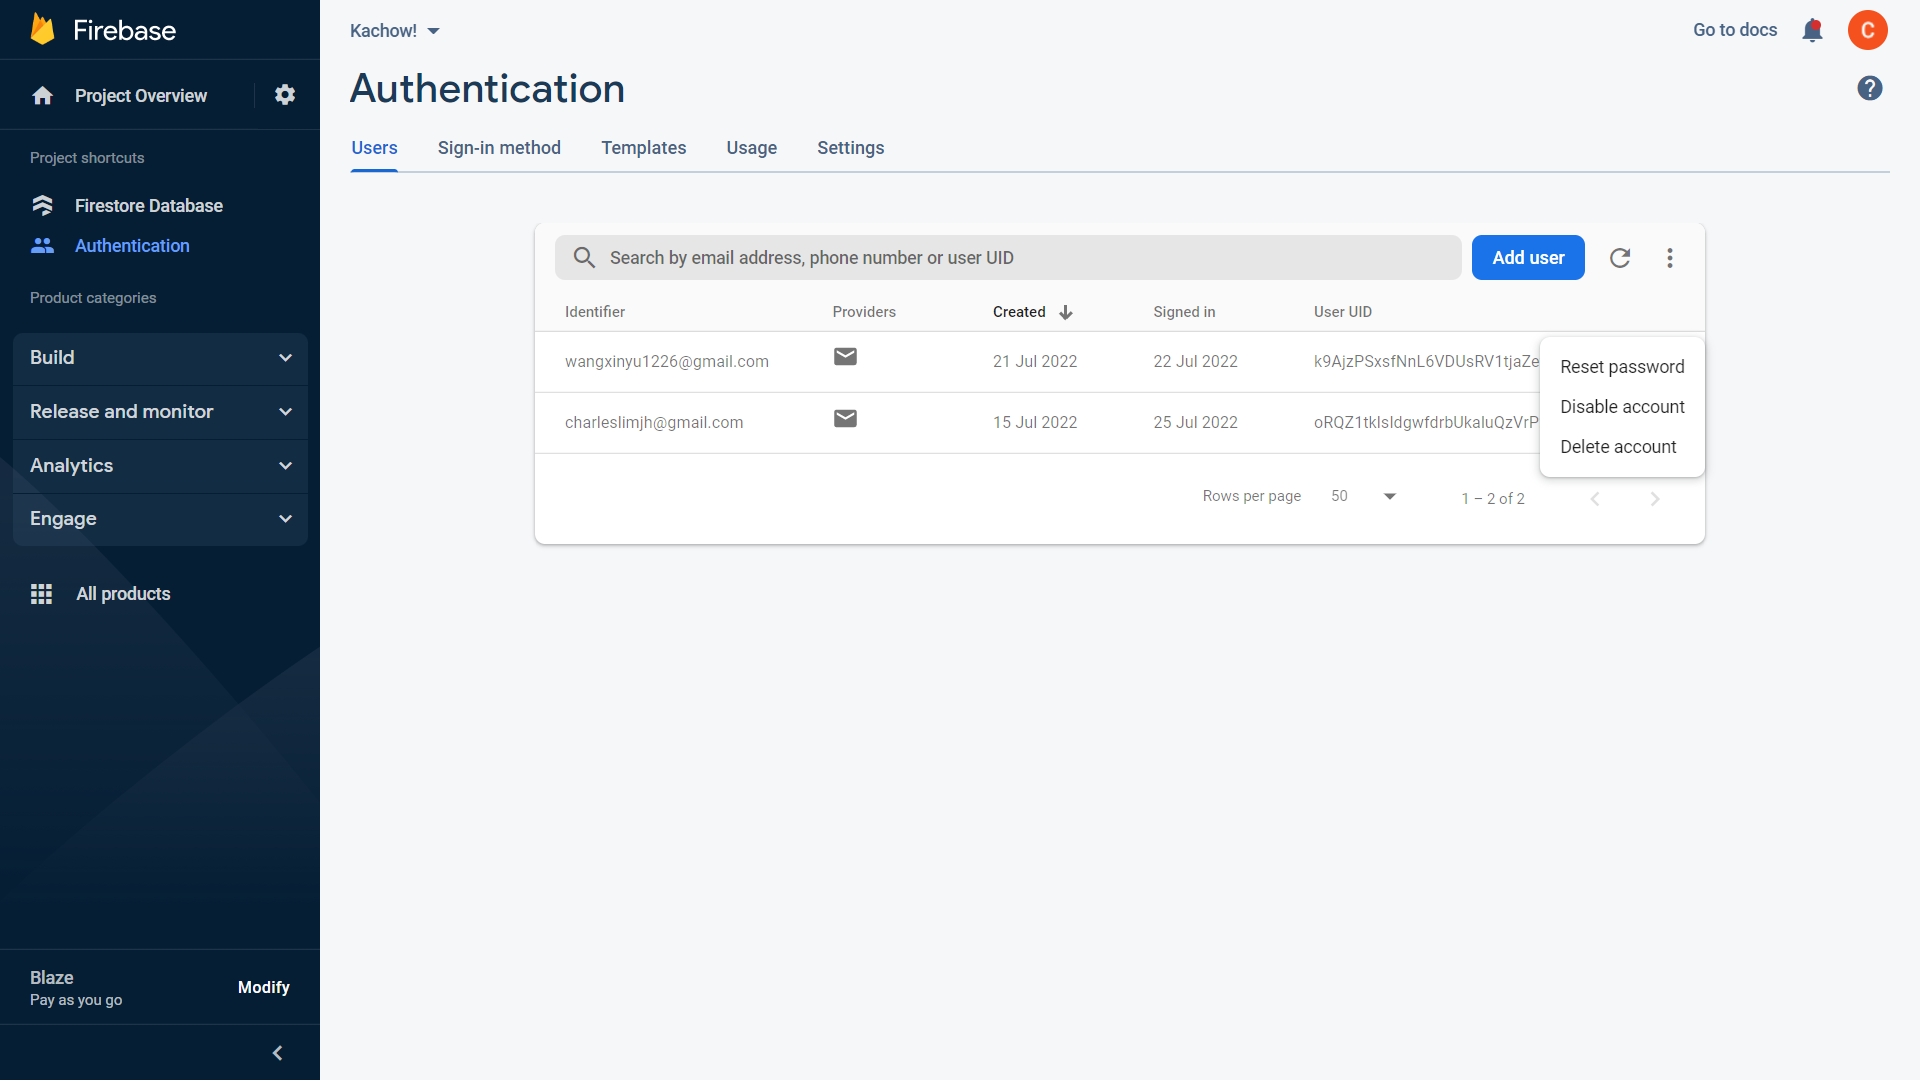 Firebase
Project Overview
Project shortcuts
Firestore Database
Authentication
Product categories
Build
Release and monitor
Analytics
Engage
All products
Blaze
Pay as you go
Modify
Kachow!
Go to docs
C
Authentication
Users Sign-in method Templates Usage Settings
Search by email address, phone number or user UID
Add user
Identifier Providers Created Signed in User UID
wangxinyu1226@gmail.com 21 Jul 2022 22 Jul 2022 k9AjzPSxsfNnL6VDUsRV1tjaZe
charleslimjh@gmail.com 15 Jul 2022 25 Jul 2022
Reset password
Disable account
Delete account
Rows per page 50 1 – 2 of 2